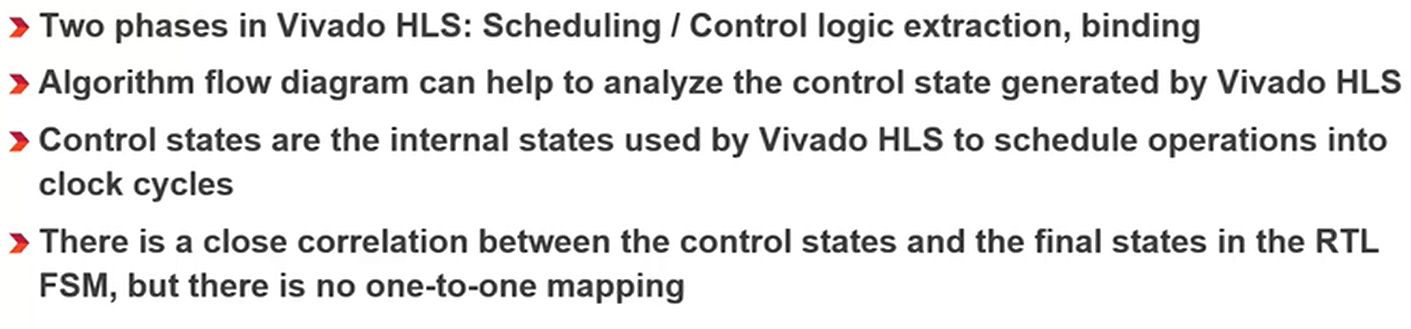 Two phases in Vivado HLS: Scheduling / Control logic extraction, binding
Algorithm flow diagram can help to analyze the control state generated by Vivado HLS
Control states are the internal states used by Vivado HLS to schedule operations into
clock cycles
There is a close correlation between the control states and the final states in the RTL
FSM, but there is no one-to-one mapping